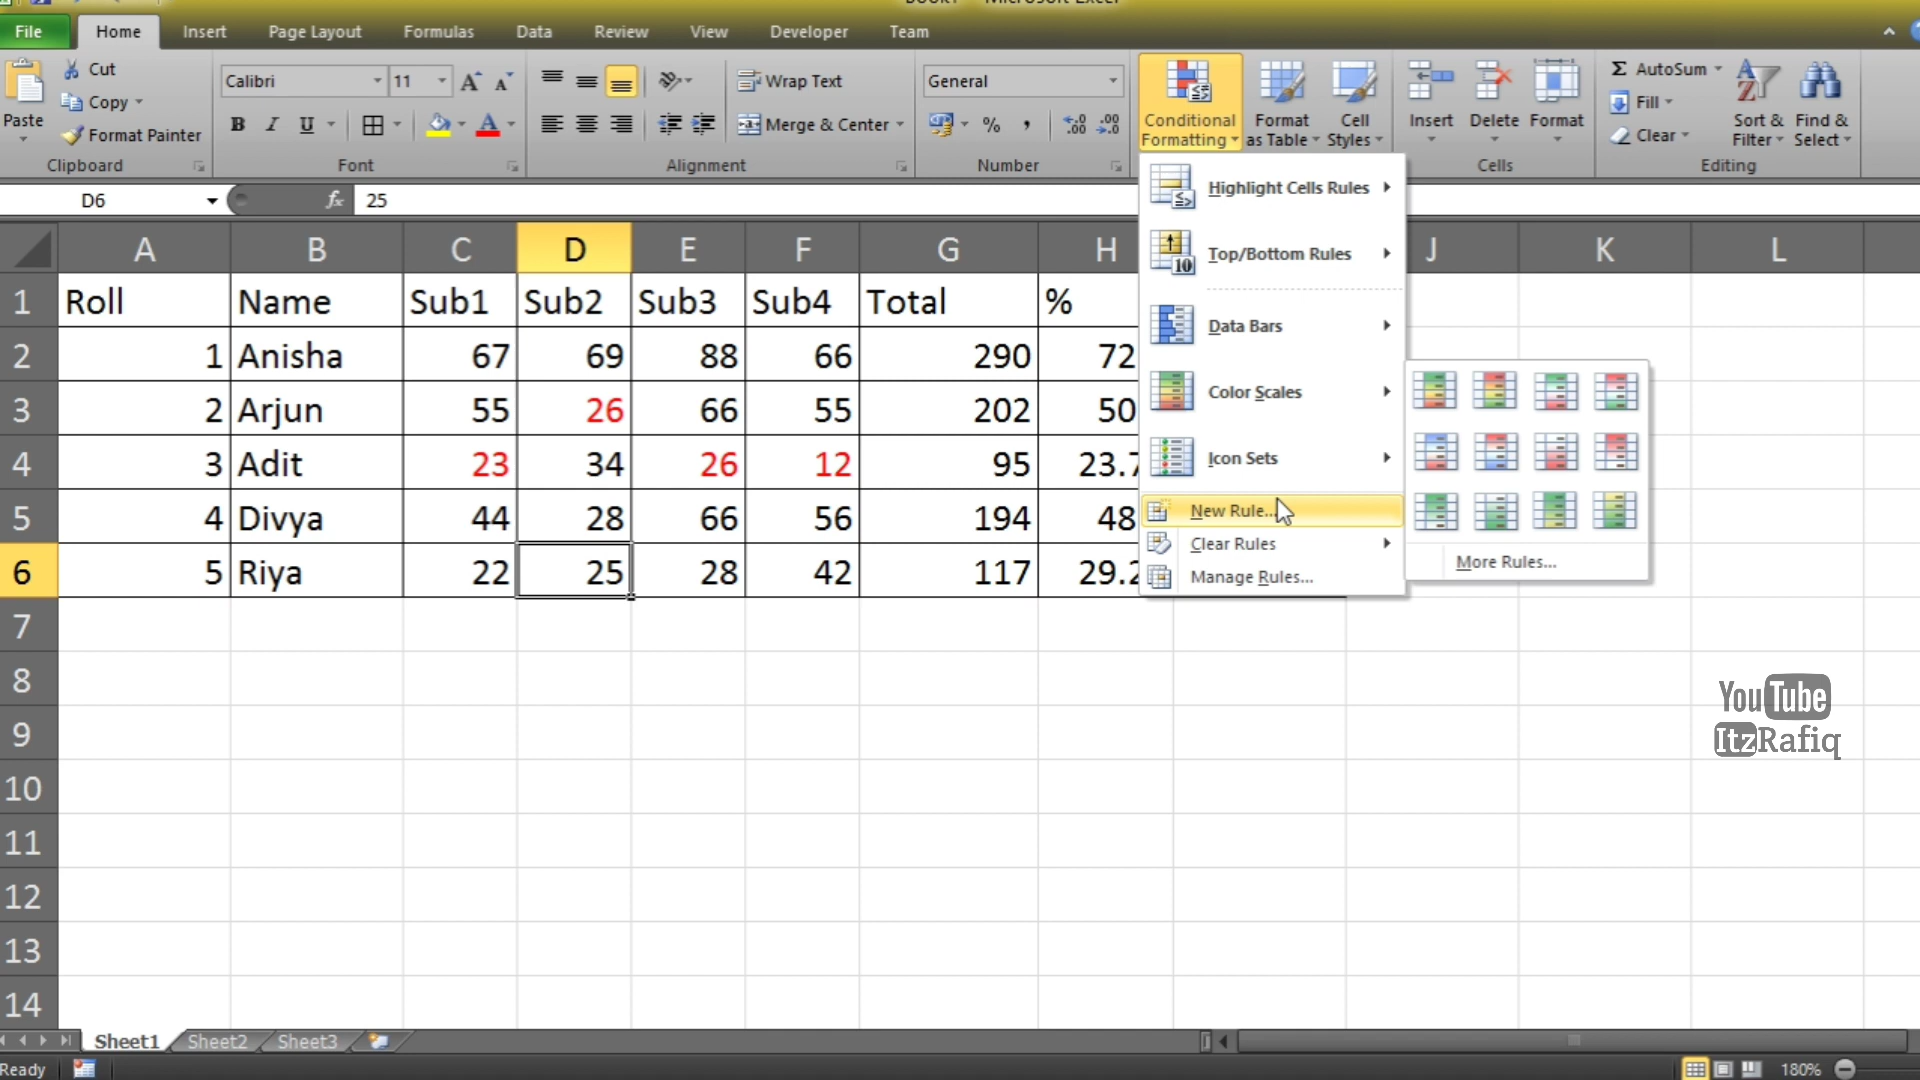 Book1 - Microsoft Excel
File Home Insert Page Layout Formulas Data Review View Developer Team
Paste
Cut
Copy
Format Painter
Clipboard
Calibri 11
B I U
Font
Wrap Text
Merge & Center
Alignment
General
% ,
Number
Conditional Formatting
Format as Table
Cell Styles
Insert Delete Format
Cells
Σ AutoSum
Fill
Clear
Sort & Filter
Find & Select
Editing
D6 fx 25
A B C D E F G H J K L
1 Roll Name Sub1 Sub2 Sub3 Sub4 Total %
2 1 Anisha 67 69 88 66 290 72
3 2 Arjun 55 26 66 55 202 50
4 3 Adit 23 34 26 12 95 23.7
5 4 Divya 44 28 66 56 194 48
6 5 Riya 22 25 28 42 117 29.2
7
8
9
10
11
12
13
14
Highlight Cells Rules
Top/Bottom Rules
Data Bars
Color Scales
Icon Sets
New Rule...
Clear Rules
Manage Rules...
More Rules...
YouTube
ItzRafiq
Sheet1 Sheet2 Sheet3
Ready 180%